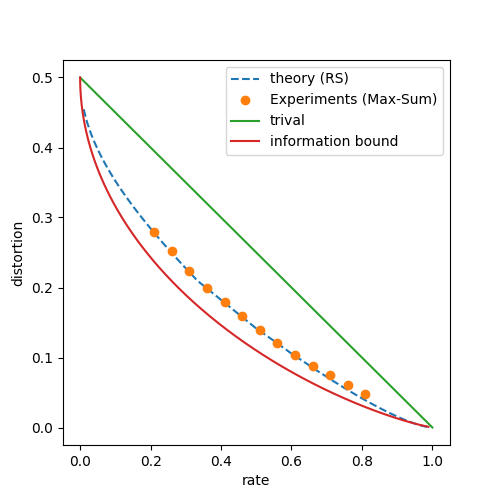 theory (RS)
Experiments (Max-Sum)
trival
information bound
distortion
0.5
0.4
0.3
0.2
0.1
0.0
0.0 0.2 0.4 0.6 0.8 1.0
rate